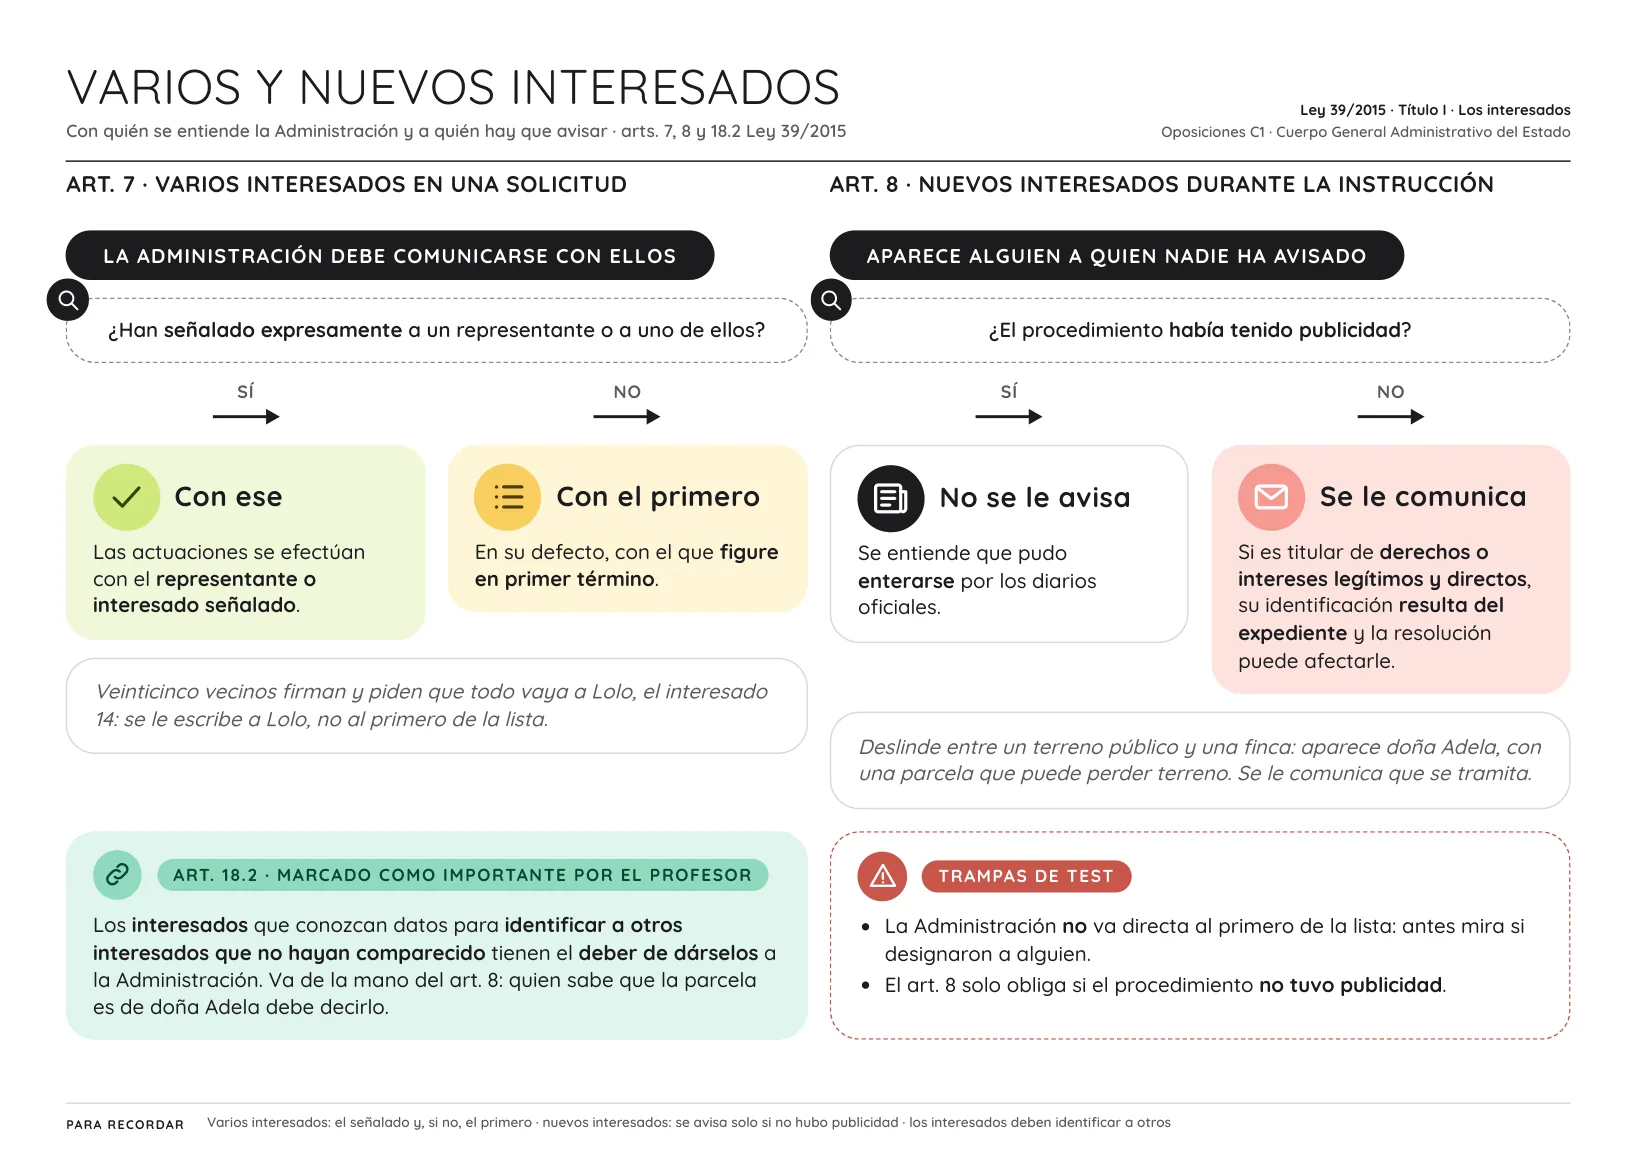 VARIOS Y NUEVOS INTERESADOS
Con quién se entiende la Administración y a quién hay que avisar · arts. 7, 8 y 18.2 Ley 39/2015
Ley 39/2015 · Título I · Los interesados
Oposiciones C1 · Cuerpo General Administrativo del Estado
ART. 7 · VARIOS INTERESADOS EN UNA SOLICITUD
LA ADMINISTRACIÓN DEBE COMUNICARSE CON ELLOS
¿Han señalado expresamente a un representante o a uno de ellos?
SÍ
NO
Con ese
Las actuaciones se efectúan
con el representante o
interesado señalado.
Con el primero
En su defecto, con el que figure
en primer término.
Veinticinco vecinos firman y piden que todo vaya a Lolo, el interesado
14: se le escribe a Lolo, no al primero de la lista.
ART. 8 · NUEVOS INTERESADOS DURANTE LA INSTRUCCIÓN
APARECE ALGUIEN A QUIEN NADIE HA AVISADO
¿El procedimiento había tenido publicidad?
SÍ
NO
No se le avisa
Se entiende que pudo
enterarse por los diarios
oficiales.
Se le comunica
Si es titular de derechos o
intereses legítimos y directos,
su identificación resulta del
expediente y la resolución
puede afectarle.
Deslinde entre un terreno público y una finca: aparece doña Adela, con
una parcela que puede perder terreno. Se le comunica que se tramita.
ART. 18.2 · MARCADO COMO IMPORTANTE POR EL PROFESOR
Los interesados que conozcan datos para identificar a otros
interesados que no hayan comparecido tienen el deber de dárselos a
la Administración. Va de la mano del art. 8: quien sabe que la parcela
es de doña Adela debe decirlo.
TRAMPAS DE TEST
• La Administración no va directa al primero de la lista: antes mira si
designaron a alguien.
• El art. 8 solo obliga si el procedimiento no tuvo publicidad.
PARA RECORDAR
Varios interesados: el señalado y, si no, el primero · nuevos interesados: se avisa solo si no hubo publicidad · los interesados deben identificar a otros